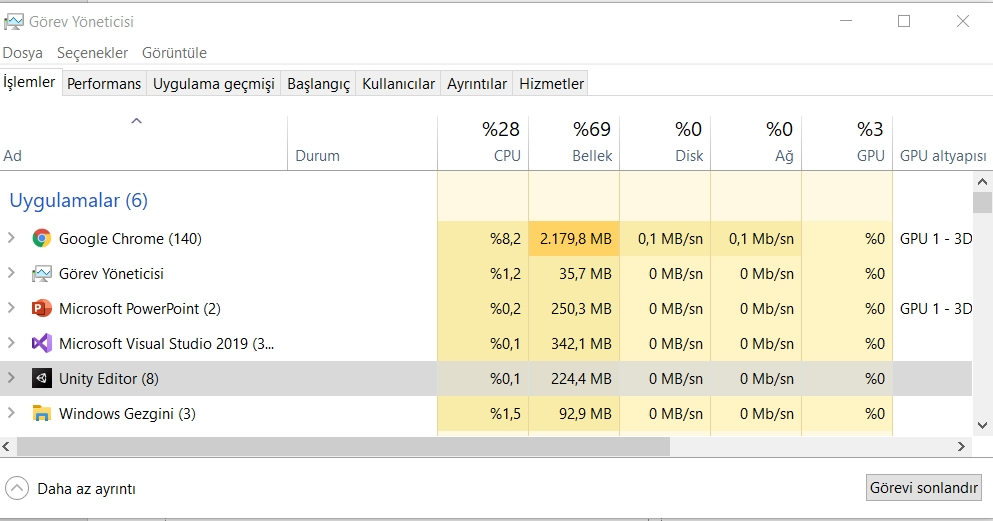 Görev Yöneticisi
Dosya Seçenekler Görüntüle
İşlemler Performans Uygulama geçmişi Başlangıç Kullanıcılar Ayrıntılar Hizmetler
%28 %69 %0 %0 %3
Ad Durum CPU Bellek Disk Ağ GPU GPU altyapısı
Uygulamalar (6)
Google Chrome (140) %8,2 2.179,8 MB 0,1 MB/sn 0,1 Mb/sn %0 GPU 1 - 3D
Görev Yöneticisi %1,2 35,7 MB 0 MB/sn 0 Mb/sn %0
Microsoft PowerPoint (2) %0,2 250,3 MB 0 MB/sn 0 Mb/sn %0 GPU 1 - 3D
Microsoft Visual Studio 2019 (3... %0,1 342,1 MB 0 MB/sn 0 Mb/sn %0
Unity Editor (8) %0,1 224,4 MB 0 MB/sn 0 Mb/sn %0
Windows Gezgini (3) %1,5 92,9 MB 0 MB/sn 0 Mb/sn %0
Daha az ayrıntı Görevi sonlandır